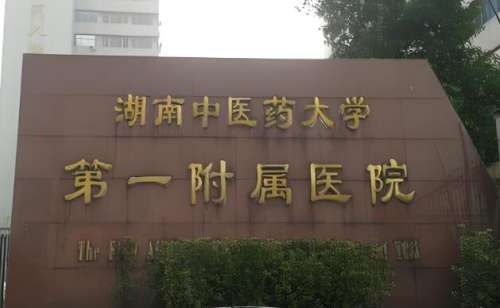 湖南中医药大学
第一附属医院
The